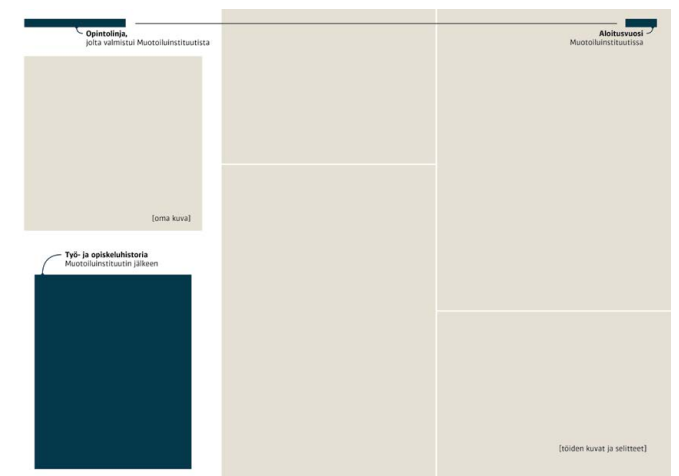 Opintolinja,
jolta valmistui Muotoiluinstituutista
Aloitusvuosi
Muotoiluinstituutissa
[oma kuva]
Työ- ja opiskeluhistoria
Muotoiluinstituutin jälkeen
[töiden kuvat ja selitteet]